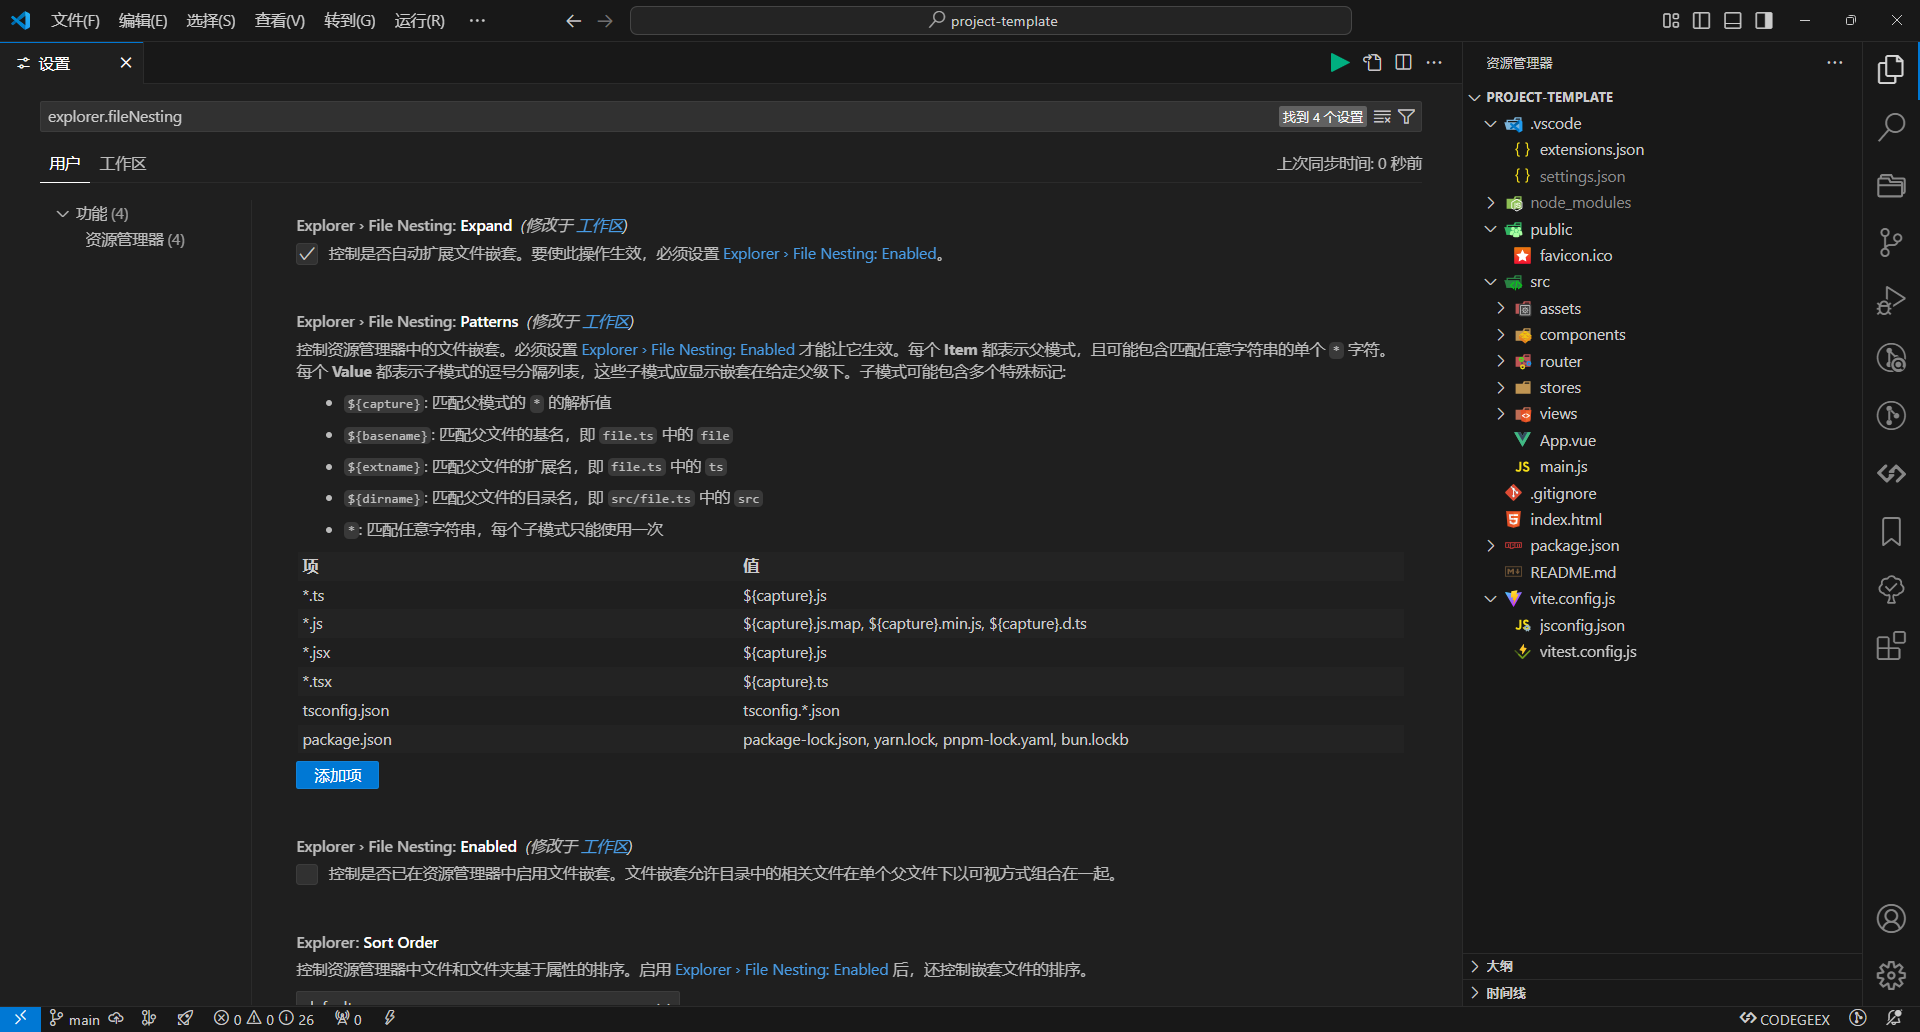 文件(F) 编辑(E) 选择(S) 查看(V) 转到(G) 运行(R) ···
project-template
设置
explorer.fileNesting
找到 4 个设置
用户 工作区
上次同步时间: 0 秒前
功能 (4)
资源管理器 (4)
Explorer › File Nesting: Expand (修改于 工作区)
控制是否自动扩展文件嵌套。要使此操作生效，必须设置 Explorer › File Nesting: Enabled。
Explorer › File Nesting: Patterns (修改于 工作区)
控制资源管理器中的文件嵌套。必须设置 Explorer › File Nesting: Enabled 才能让它生效。每个 Item 都表示父模式，且可能包含匹配任意字符串的单个 * 字符。
每个 Value 都表示子模式的逗号分隔列表，这些子模式应显示嵌套在给定父级下。子模式可能包含多个特殊标记:
• ${capture}: 匹配父模式的 * 的解析值
• ${basename}: 匹配父文件的基名，即 file.ts 中的 file
• ${extname}: 匹配父文件的扩展名，即 file.ts 中的 ts
• ${dirname}: 匹配父文件的目录名，即 src/file.ts 中的 src
• *: 匹配任意字符串，每个子模式只能使用一次
项 值
*.ts ${capture}.js
*.js ${capture}.js.map, ${capture}.min.js, ${capture}.d.ts
*.jsx ${capture}.js
*.tsx ${capture}.ts
tsconfig.json tsconfig.*.json
package.json package-lock.json, yarn.lock, pnpm-lock.yaml, bun.lockb
添加项
Explorer › File Nesting: Enabled (修改于 工作区)
控制是否已在资源管理器中启用文件嵌套。文件嵌套允许目录中的相关文件在单个父文件下以可视方式组合在一起。
Explorer: Sort Order
控制资源管理器中文件和文件夹基于属性的排序。启用 Explorer › File Nesting: Enabled 后，还控制嵌套文件的排序。
资源管理器
PROJECT-TEMPLATE
.vscode
{ } extensions.json
{ } settings.json
node_modules
public
favicon.ico
src
assets
components
router
stores
views
App.vue
JS main.js
.gitignore
index.html
package.json
README.md
vite.config.js
JS jsconfig.json
vitest.config.js
大纲
时间线
main 0 0 26 0
CODEGEEX